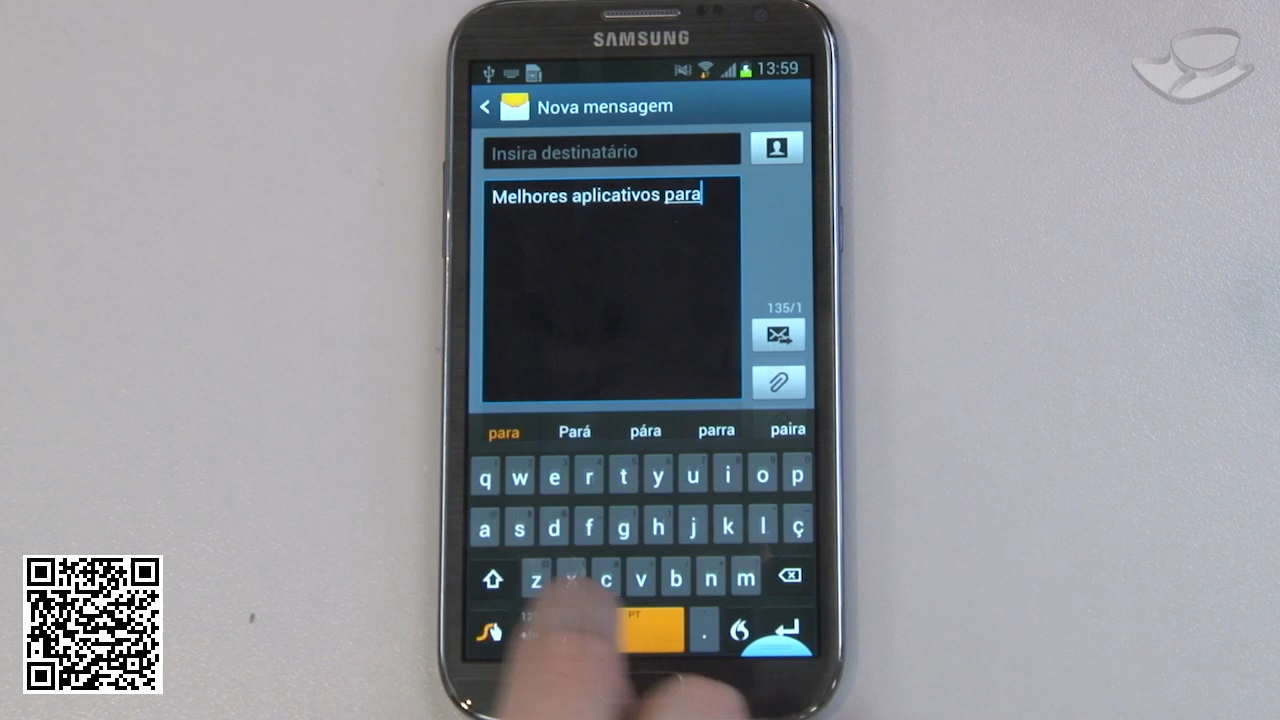 SAMSUNG
13:59
Nova mensagem
Insira destinatário
Melhores aplicativos para
135/1
para Pará pára parra paira
q w e r t y u i o p
a s d f g h j k l ç
z x c v b n m
PT
.